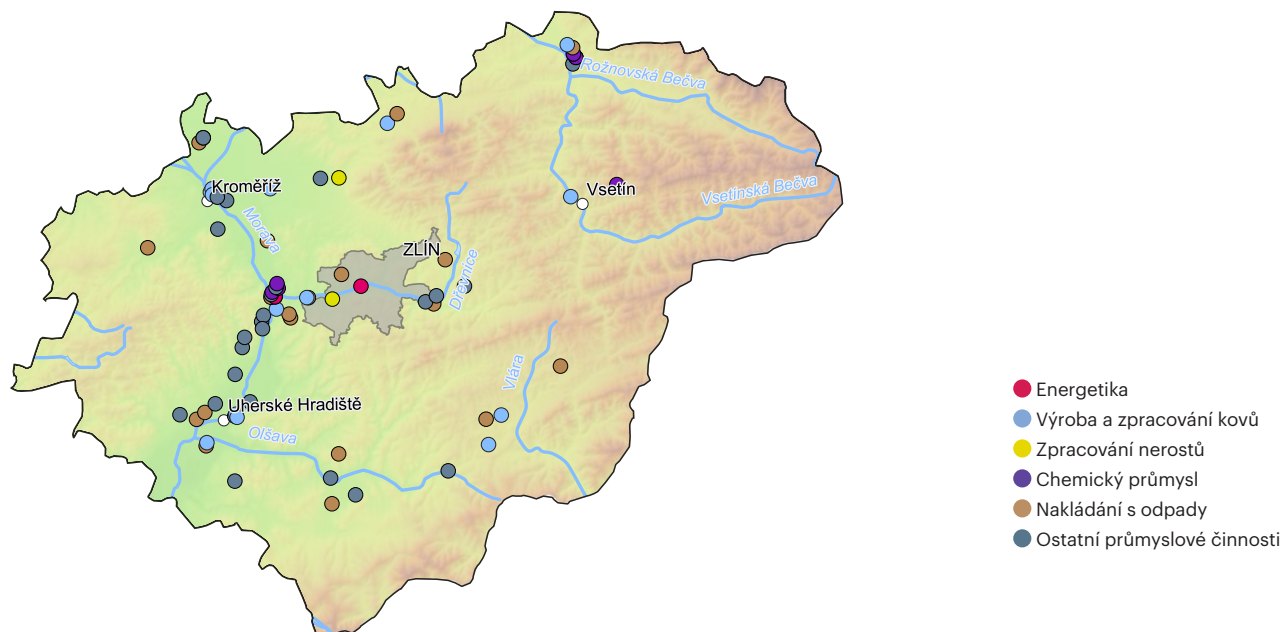 Rožnovská Bečva
Kroměříž
Vsetín
Vsetínská Bečva
Morava
ZLÍN
Dřevnice
Vlára
Uherské Hradiště
Olšava
Energetika
Výroba a zpracování kovů
Zpracování nerostů
Chemický průmysl
Nakládání s odpady
Ostatní průmyslové činnosti